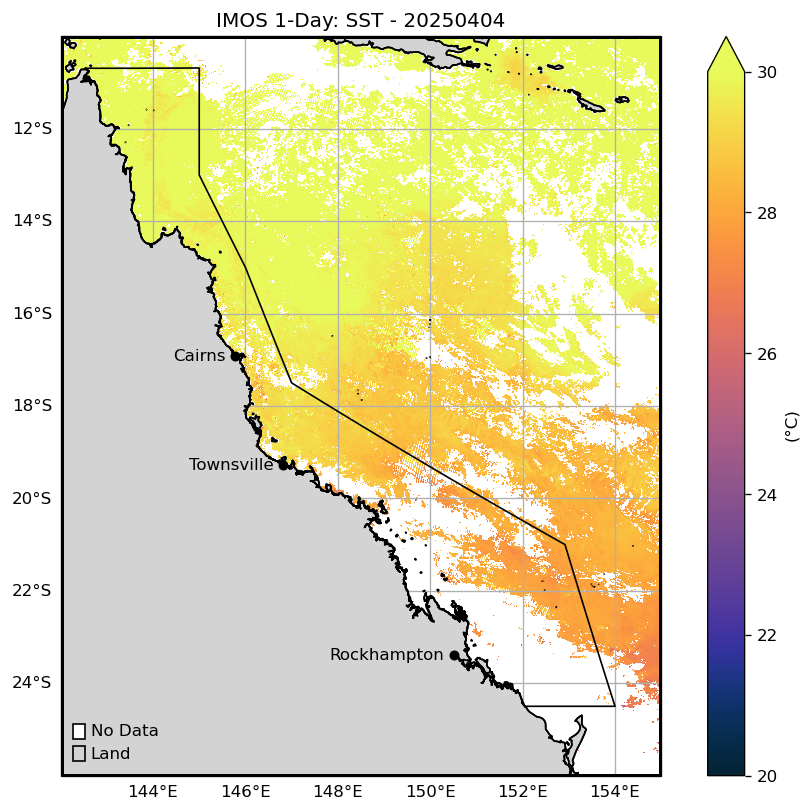 IMOS 1-Day: SST - 20250404
30
12°S
28
14°S
16°S
26
Cairns
18°S
(°C)
Townsville
24
20°S
22°S
22
Rockhampton
24°S
No Data
Land
20
144°E 146°E 148°E 150°E 152°E 154°E